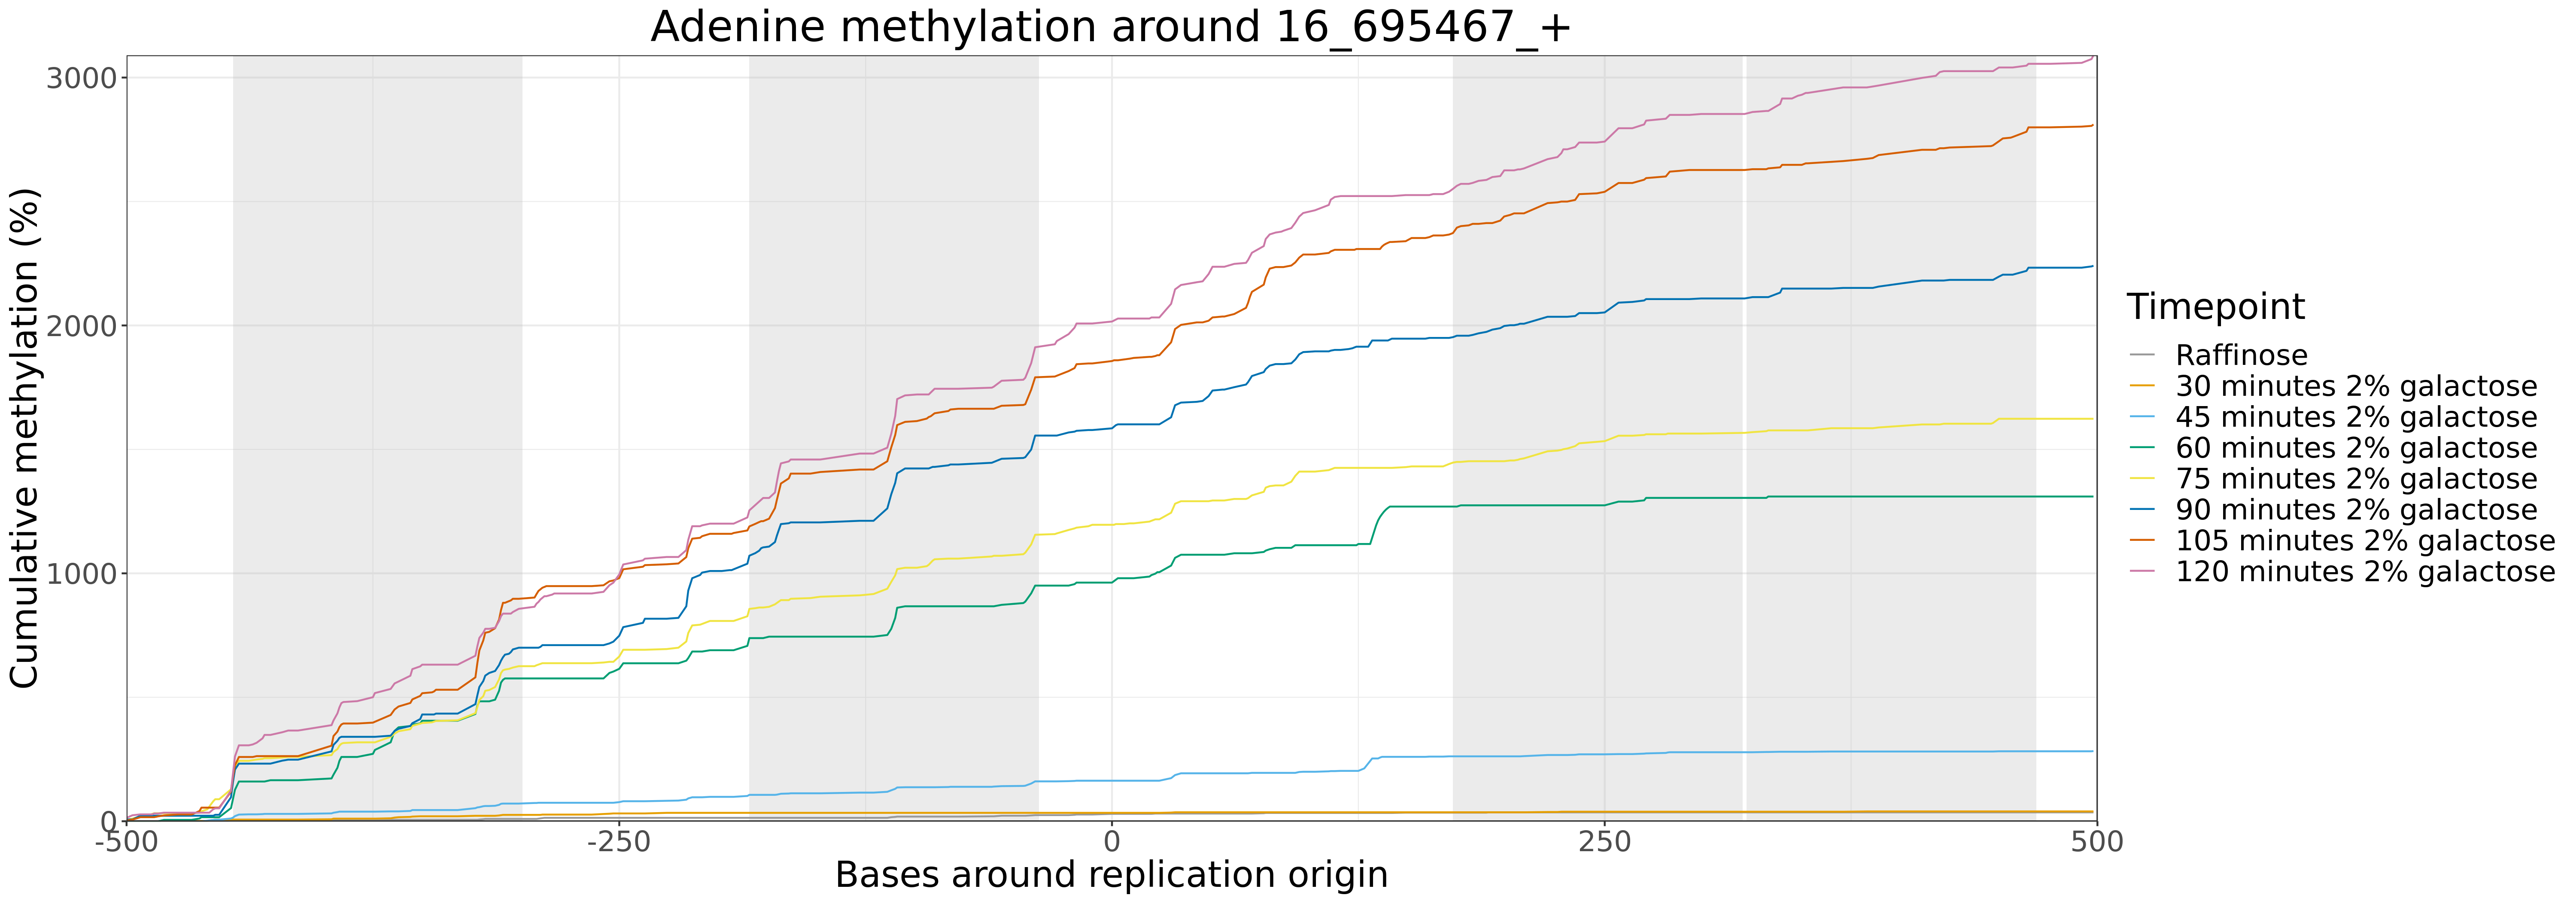 Adenine methylation around 16_695467_+
Cumulative methylation (%)
3000
2000
1000
0
-500
-250
0
250
500
Bases around replication origin
Timepoint
Raffinose
30 minutes 2% galactose
45 minutes 2% galactose
60 minutes 2% galactose
75 minutes 2% galactose
90 minutes 2% galactose
105 minutes 2% galactose
120 minutes 2% galactose